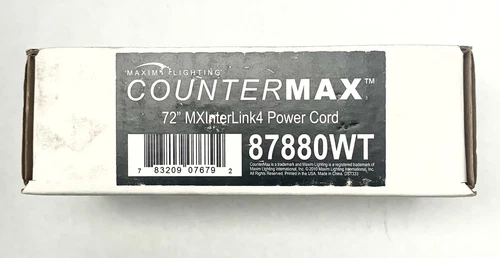 MAXIM LIGHTING
COUNTERMAX™
72" MXInterLink4 Power Cord
87880WT
7 83209 07679 2
CounterMax is a trademark and Maxim Lighting is a registered trademark of
Maxim Lighting International, Inc. © 2010 Maxim Lighting International, Inc.
All Rights Reserved. Printed in the USA. Made in China. DST333